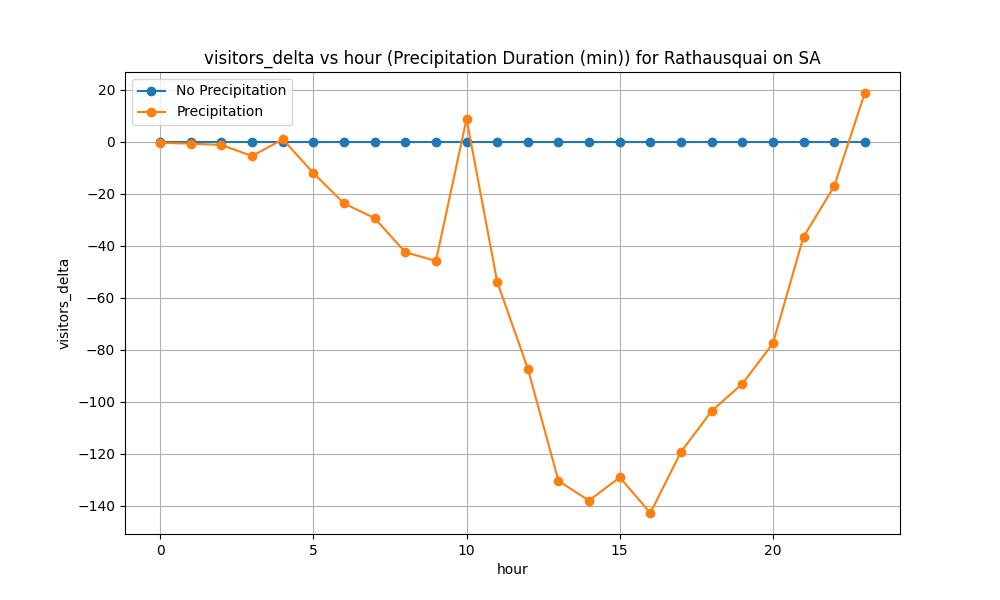 visitors_delta vs hour (Precipitation Duration (min)) for Rathausquai on SA
No Precipitation
Precipitation
20
0
−20
−40
−60
−80
−100
−120
−140
visitors_delta
0 5 10 15 20
hour